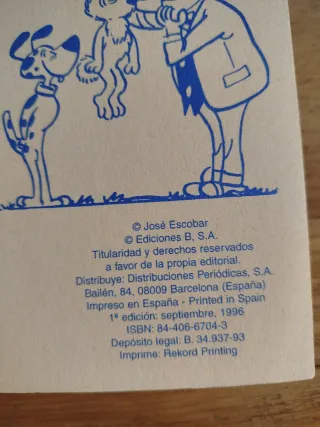 © José Escobar
© Ediciones B, S.A.
Titularidad y derechos reservados
a favor de la propia editorial.
Distribuye: Distribuciones Periódicas, S.A.
Bailén, 84, 08009 Barcelona (España)
Impreso en España - Printed in Spain
1ª edición: septiembre, 1996
ISBN: 84-406-6704-3
Depósito legal: B. 34.937-93
Imprime: Rekord Printing